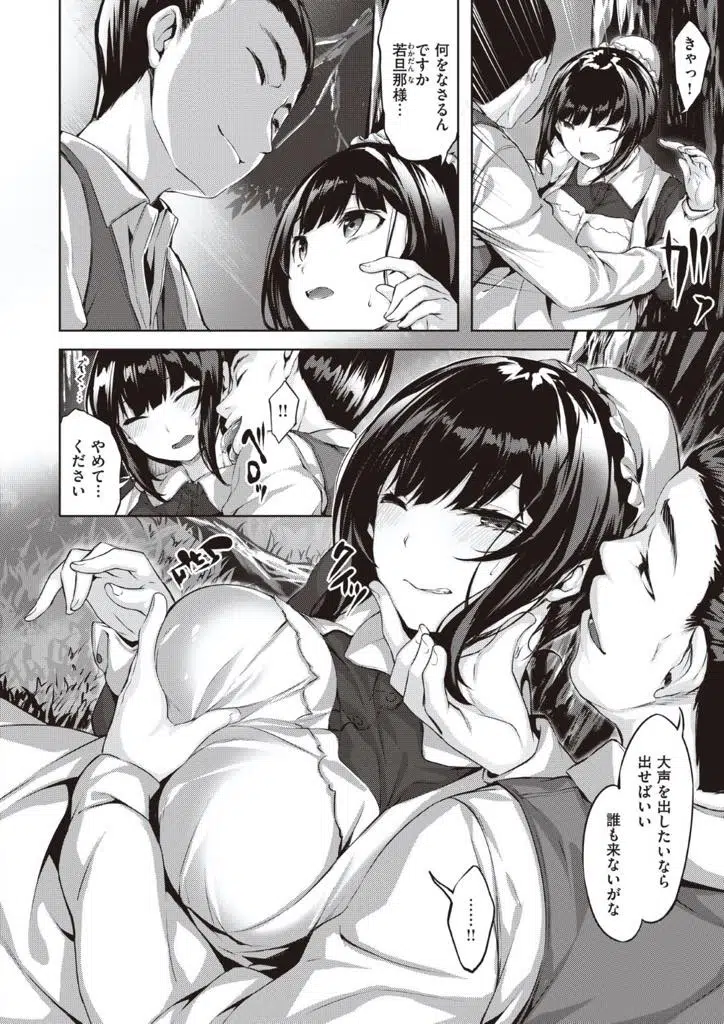 きゃっ!
ガバッ
何をなさるん
ですか
若旦那様…
わかだんな
!!
やめて…
ください
クイッ
大声を出したいなら
出せばいい
誰も来ないがな
……!!